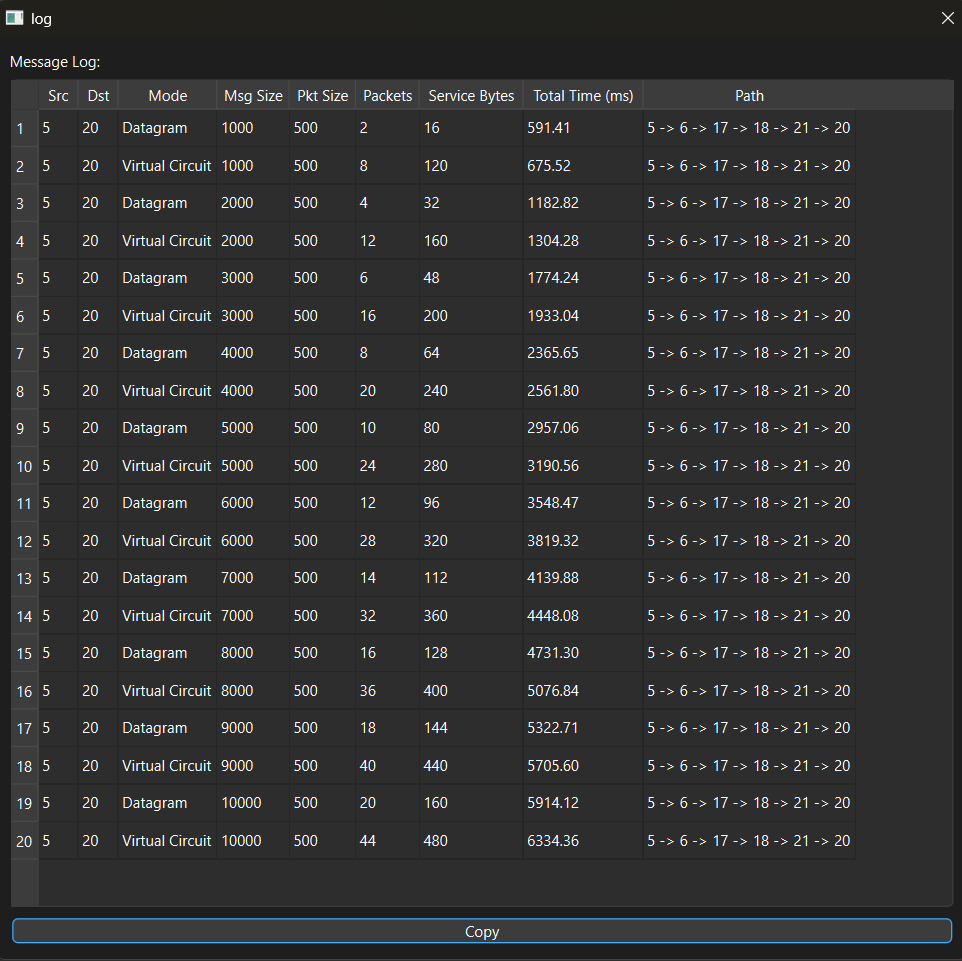 log
Message Log:
Src Dst Mode Msg Size Pkt Size Packets Service Bytes Total Time (ms) Path
1 5 20 Datagram 1000 500 2 16 591.41 5 -> 6 -> 17 -> 18 -> 21 -> 20
2 5 20 Virtual Circuit 1000 500 8 120 675.52 5 -> 6 -> 17 -> 18 -> 21 -> 20
3 5 20 Datagram 2000 500 4 32 1182.82 5 -> 6 -> 17 -> 18 -> 21 -> 20
4 5 20 Virtual Circuit 2000 500 12 160 1304.28 5 -> 6 -> 17 -> 18 -> 21 -> 20
5 5 20 Datagram 3000 500 6 48 1774.24 5 -> 6 -> 17 -> 18 -> 21 -> 20
6 5 20 Virtual Circuit 3000 500 16 200 1933.04 5 -> 6 -> 17 -> 18 -> 21 -> 20
7 5 20 Datagram 4000 500 8 64 2365.65 5 -> 6 -> 17 -> 18 -> 21 -> 20
8 5 20 Virtual Circuit 4000 500 20 240 2561.80 5 -> 6 -> 17 -> 18 -> 21 -> 20
9 5 20 Datagram 5000 500 10 80 2957.06 5 -> 6 -> 17 -> 18 -> 21 -> 20
10 5 20 Virtual Circuit 5000 500 24 280 3190.56 5 -> 6 -> 17 -> 18 -> 21 -> 20
11 5 20 Datagram 6000 500 12 96 3548.47 5 -> 6 -> 17 -> 18 -> 21 -> 20
12 5 20 Virtual Circuit 6000 500 28 320 3819.32 5 -> 6 -> 17 -> 18 -> 21 -> 20
13 5 20 Datagram 7000 500 14 112 4139.88 5 -> 6 -> 17 -> 18 -> 21 -> 20
14 5 20 Virtual Circuit 7000 500 32 360 4448.08 5 -> 6 -> 17 -> 18 -> 21 -> 20
15 5 20 Datagram 8000 500 16 128 4731.30 5 -> 6 -> 17 -> 18 -> 21 -> 20
16 5 20 Virtual Circuit 8000 500 36 400 5076.84 5 -> 6 -> 17 -> 18 -> 21 -> 20
17 5 20 Datagram 9000 500 18 144 5322.71 5 -> 6 -> 17 -> 18 -> 21 -> 20
18 5 20 Virtual Circuit 9000 500 40 440 5705.60 5 -> 6 -> 17 -> 18 -> 21 -> 20
19 5 20 Datagram 10000 500 20 160 5914.12 5 -> 6 -> 17 -> 18 -> 21 -> 20
20 5 20 Virtual Circuit 10000 500 44 480 6334.36 5 -> 6 -> 17 -> 18 -> 21 -> 20
Copy